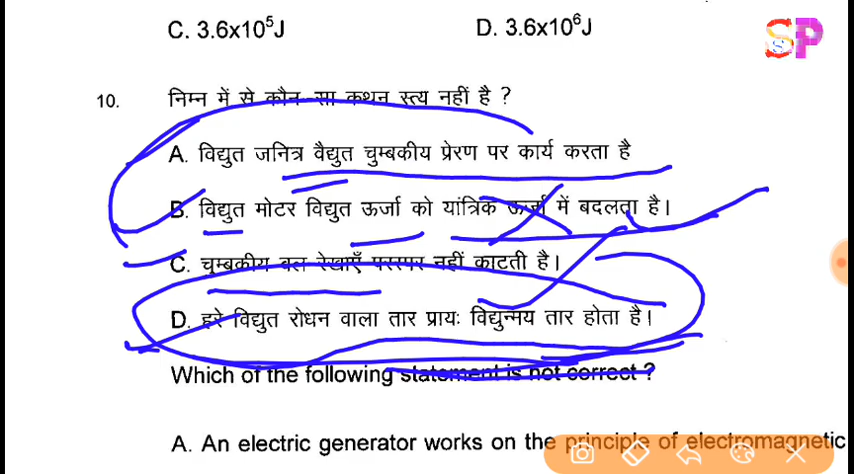 C. 3.6x10⁵J D. 3.6x10⁶J
SP
10. निम्न में से कौन सा कथन स्त्य नहीं है ?
A. विद्युत जनित्र वैद्युत चुम्बकीय प्रेरण पर कार्य करता है
B. विद्युत मोटर विद्युत ऊर्जा को यांत्रिक ऊर्जा में बदलता है।
C. चुम्बकीय बल रेखाएँ परस्पर नहीं काटती है।
D. हरे विद्युत रोधन वाला तार प्रायः विद्युन्मय तार होता है।
Which of the following statement is not correct ?
A. An electric generator works on the principle of electromagnetic